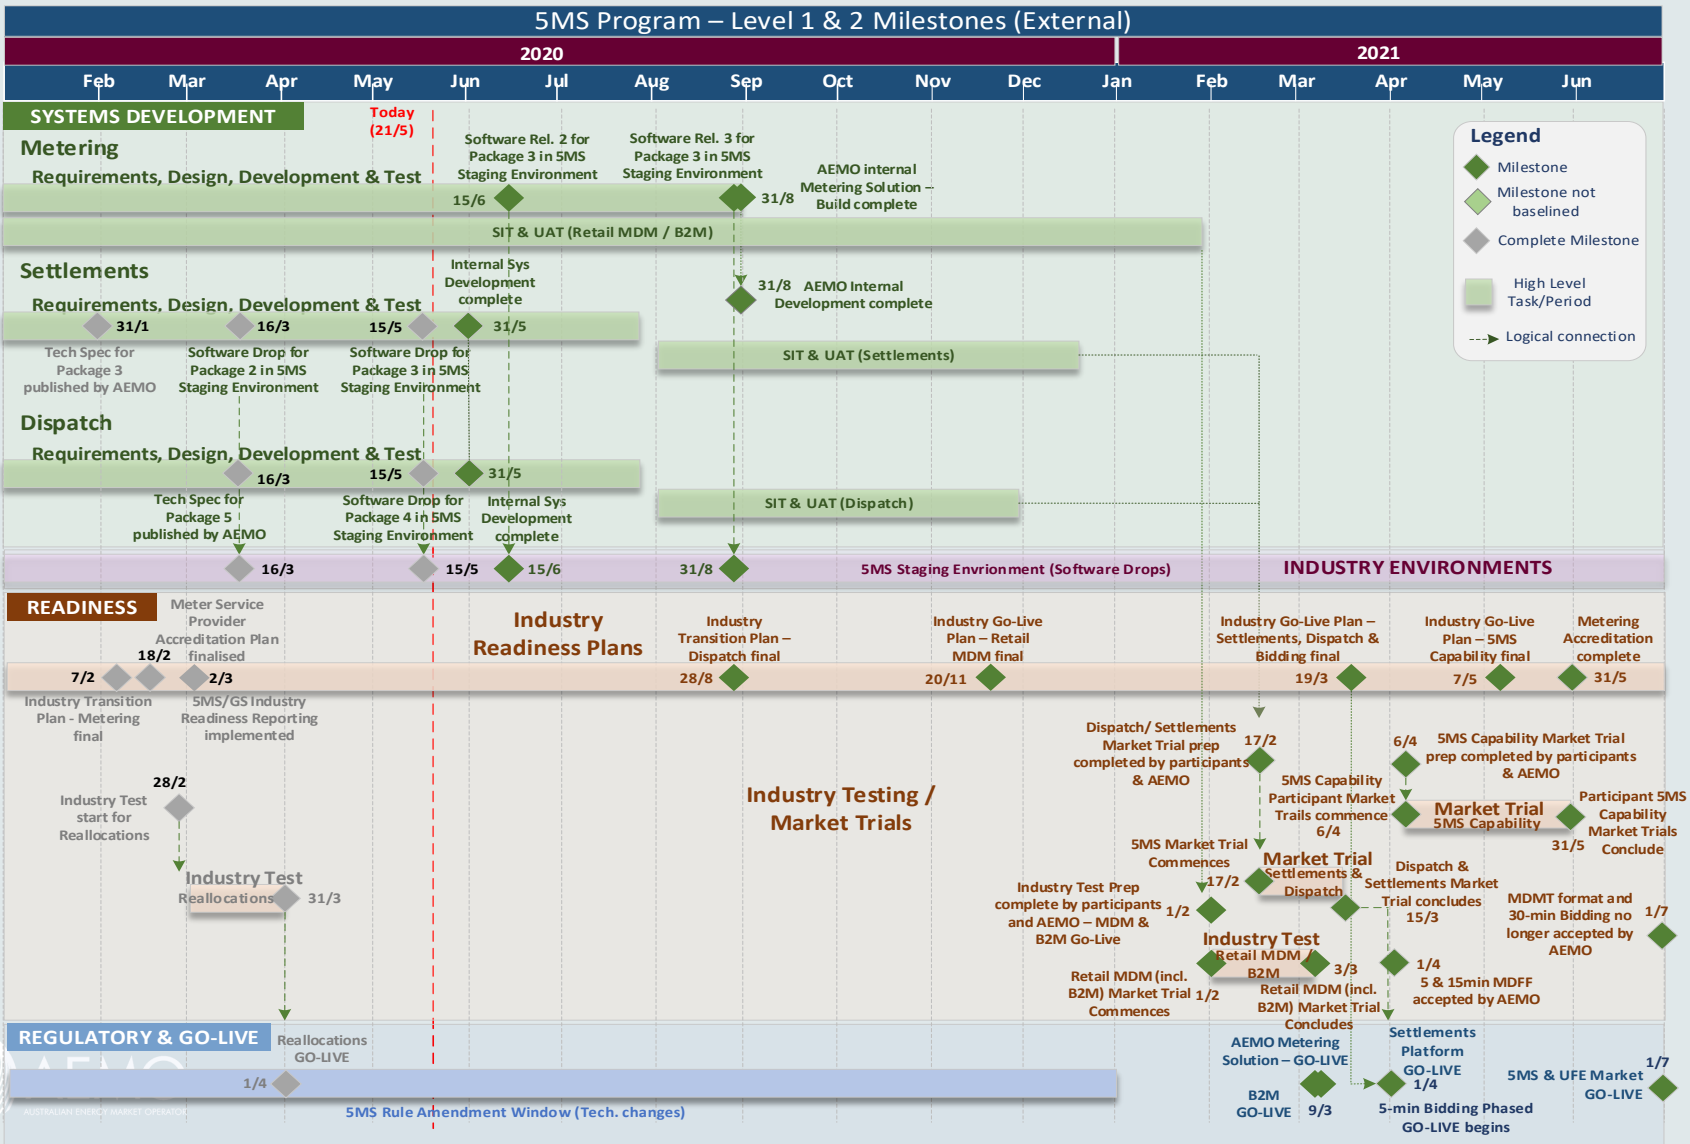 5MS Program – Level 1 & 2 Milestones (External)
2020
2021
Feb
Mar
Apr
May
Jun
Jul
Aug
Sep
Oct
Nov
Dec
Jan
Feb
Mar
Apr
May
Jun
SYSTEMS DEVELOPMENT
Today
(21/5)
Legend
Milestone
Milestone not
baselined
Complete Milestone
High Level
Task/Period
Logical connection
Metering
Requirements, Design, Development & Test
Software Rel. 2 for
Package 3 in 5MS
Staging Environment
15/6
Software Rel. 3 for
Package 3 in 5MS
Staging Environment
31/8
AEMO internal
Metering Solution –
Build complete
SIT & UAT (Retail MDM / B2M)
Settlements
Requirements, Design, Development & Test
Internal Sys
Development
complete
31/8
AEMO Internal
Development complete
31/1
16/3
15/5
31/5
Tech Spec for
Package 3
published by AEMO
Software Drop for
Package 2 in 5MS
Staging Environment
Software Drop for
Package 3 in 5MS
Staging Environment
SIT & UAT (Settlements)
Dispatch
Requirements, Design, Development & Test
16/3
15/5
31/5
Tech Spec for
Package 5
published by AEMO
Software Drop for
Package 4 in 5MS
Staging Environment
Internal Sys
Development
complete
SIT & UAT (Dispatch)
16/3
15/5
15/6
31/8
5MS Staging Envrionment (Software Drops)
INDUSTRY ENVIRONMENTS
READINESS
Meter Service
Provider
Accreditation Plan
finalised
18/2
7/2
2/3
Industry Transition
Plan - Metering
final
5MS/GS Industry
Readiness Reporting
implemented
Industry
Readiness Plans
Industry
Transition Plan –
Dispatch final
28/8
Industry Go-Live
Plan – Retail
MDM final
20/11
Industry Go-Live Plan –
Settlements, Dispatch &
Bidding final
19/3
Industry Go-Live
Plan – 5MS
Capability final
7/5
Metering
Accreditation
complete
31/5
28/2
Industry Test
start for
Reallocations
Industry Test
Reallocations
31/3
Industry Testing /
Market Trials
Dispatch/ Settlements
Market Trial prep
completed by participants
& AEMO
17/2
6/4
5MS Capability Market Trial
prep completed by participants
& AEMO
5MS Capability
Participant Market
Trails commence
6/4
Market Trial
5MS Capability
Participant 5MS
Capability
Market Trials
Conclude
31/5
5MS Market Trial
Commences
17/2
Market Trial
Settlements &
Dispatch
Dispatch &
Settlements Market
Trial concludes
15/3
Industry Test Prep
complete by participants
and AEMO – MDM &
B2M Go-Live
1/2
Industry Test
Retail MDM /
B2M
3/3
Retail MDM (incl.
B2M) Market Trial
Commences
1/2
Retail MDM (incl.
B2M) Market Trial
Concludes
1/4
5 & 15min MDFF
accepted by AEMO
MDMT format and
30-min Bidding no
longer accepted by
AEMO
1/7
REGULATORY & GO-LIVE
Reallocations
GO-LIVE
1/4
AEMO
AUSTRALIAN ENERGY MARKET OPERATOR
5MS Rule Amendment Window (Tech. changes)
AEMO Metering
Solution – GO-LIVE
B2M
GO-LIVE
9/3
Settlements
Platform
GO-LIVE
1/4
5-min Bidding Phased
GO-LIVE begins
5MS & UFE Market
GO-LIVE
1/7